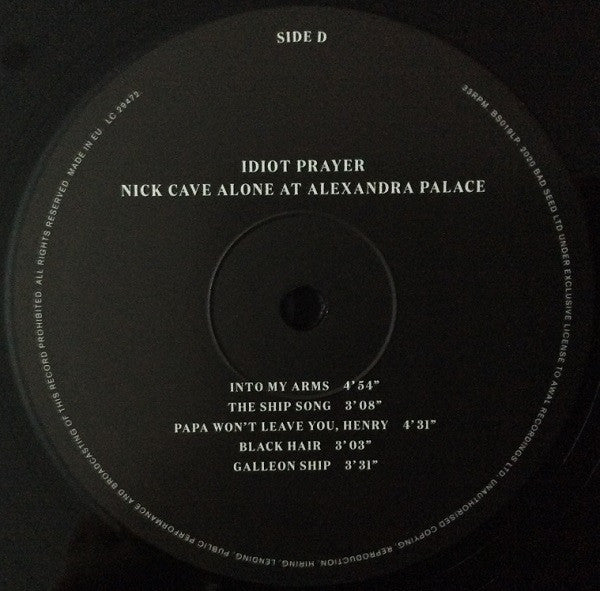 SIDE D
IDIOT PRAYER
NICK CAVE ALONE AT ALEXANDRA PALACE
INTO MY ARMS 4'54"
THE SHIP SONG 3'08"
PAPA WON'T LEAVE YOU, HENRY 4'31"
BLACK HAIR 3'03"
GALLEON SHIP 3'31"
33RPM. BS019LP. 2020 BAD SEED LTD UNDER EXCLUSIVE LICENSE TO AWAL RECORDINGS LTD. UNAUTHORISED COPYING, REPRODUCTION, HIRING, LENDING, PUBLIC PERFORMANCE AND BROADCASTING OF THIS RECORD PROHIBITED. ALL RIGHTS RESERVED. MADE IN EU. LC 29472.